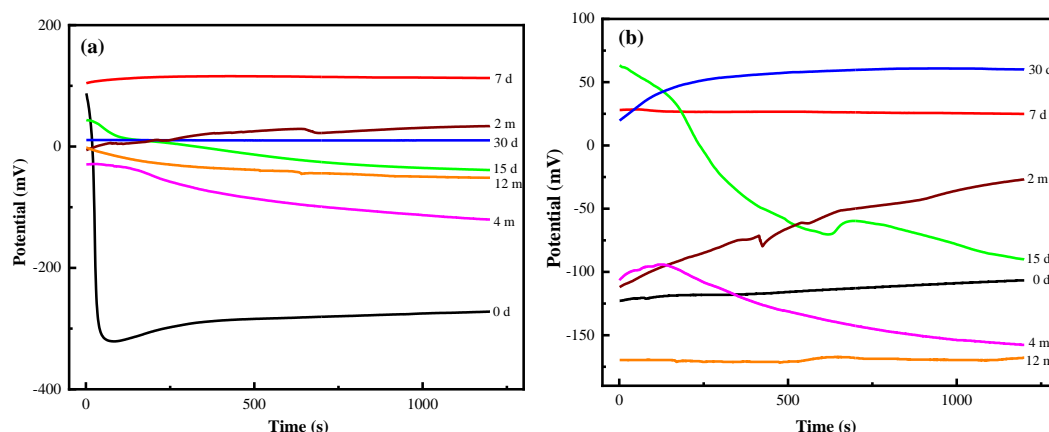 (a)
200
0
-200
-400
Potential (mV)
7 d
2 m
30 d
15 d
12 m
4 m
0 d
0
500
1000
Time (s)
(b)
100
50
0
-50
-100
-150
Potential (mV)
30 d
7 d
2 m
15 d
0 d
4 m
12 m
0
500
1000
Time (s)